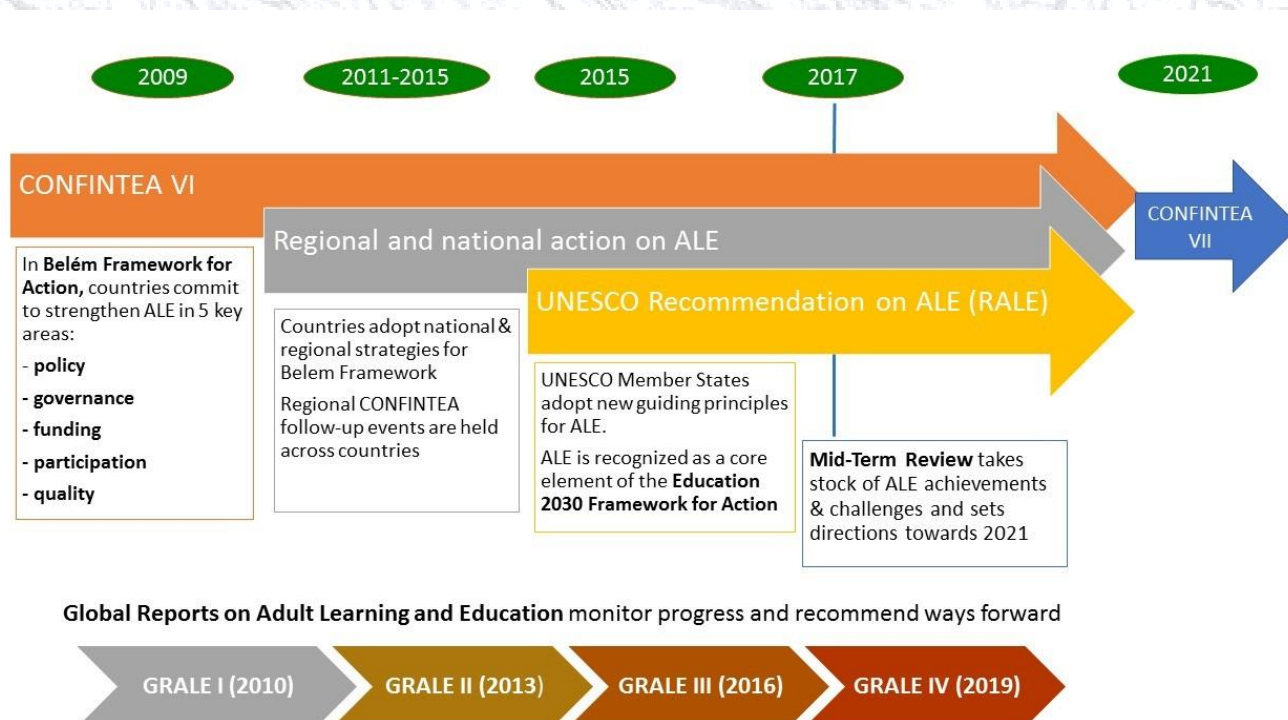 2009
2011-2015
2015
2017
2021
CONFINTEA VI
Regional and national action on ALE
UNESCO Recommendation on ALE (RALE)
CONFINTEA
VII
In Belém Framework for
Action, countries commit
to strengthen ALE in 5 key
areas:
- policy
- governance
- funding
- participation
- quality
Countries adopt national &
regional strategies for
Belem Framework
Regional CONFINTEA
follow-up events are held
across countries
UNESCO Member States
adopt new guiding principles
for ALE.
ALE is recognized as a core
element of the Education
2030 Framework for Action
Mid-Term Review takes
stock of ALE achievements
& challenges and sets
directions towards 2021
Global Reports on Adult Learning and Education monitor progress and recommend ways forward
GRALE I (2010)
GRALE II (2013)
GRALE III (2016)
GRALE IV (2019)